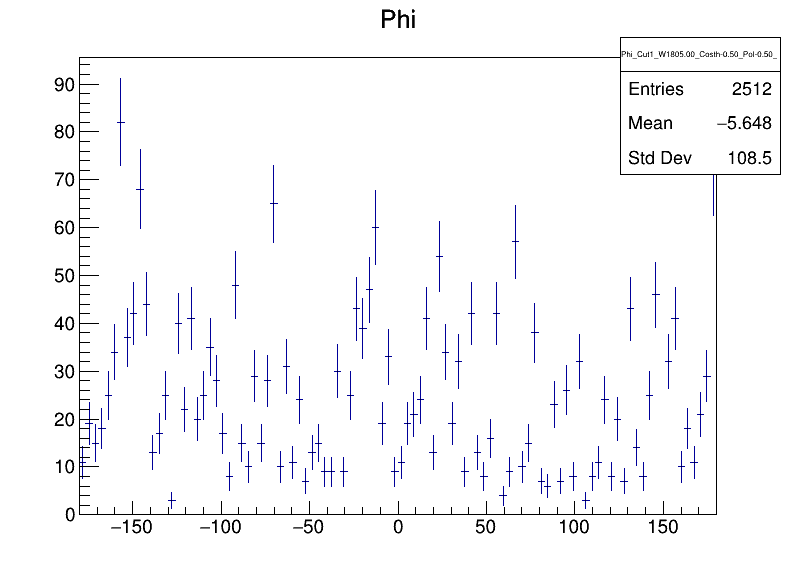 Phi
Phi_Cut1_W1805.00_Costh-0.50_Pol-0.50_
Entries 2512
Mean −5.648
Std Dev 108.5
90
80
70
60
50
40
30
20
10
0
−150 −100 −50 0 50 100 150